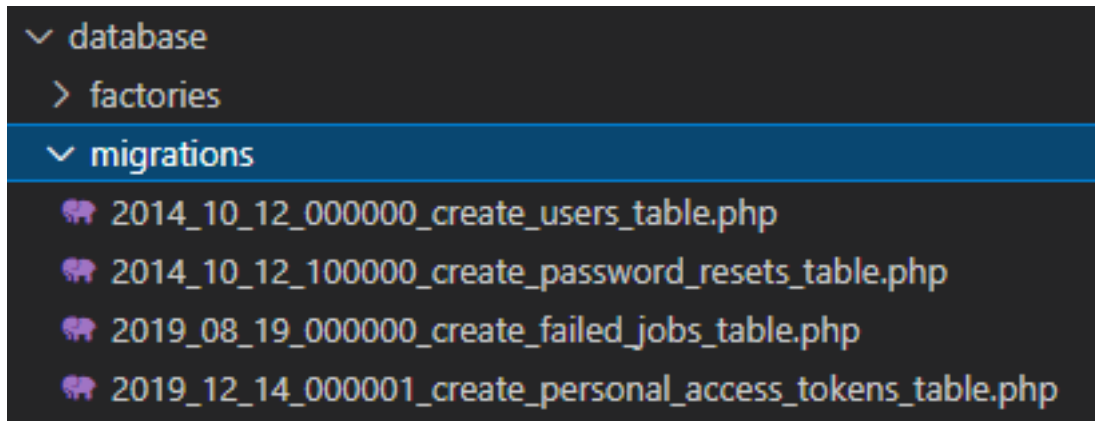 database
factories
migrations
2014_10_12_000000_create_users_table.php
2014_10_12_100000_create_password_resets_table.php
2019_08_19_000000_create_failed_jobs_table.php
2019_12_14_000001_create_personal_access_tokens_table.php